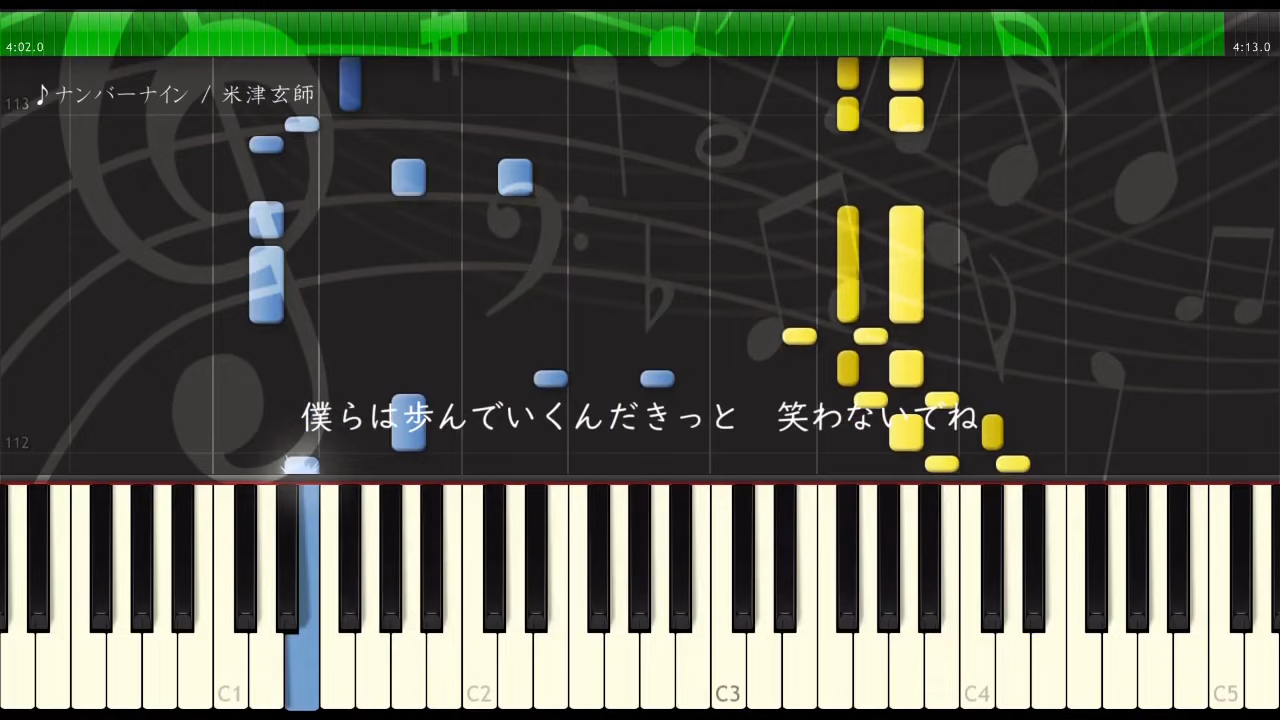 4:02.0
4:13.0
113
♪ナンバーナイン / 米津玄師
僕らは歩んでいくんだきっと　笑わないでね
112
C1 C2 C3 C4 C5